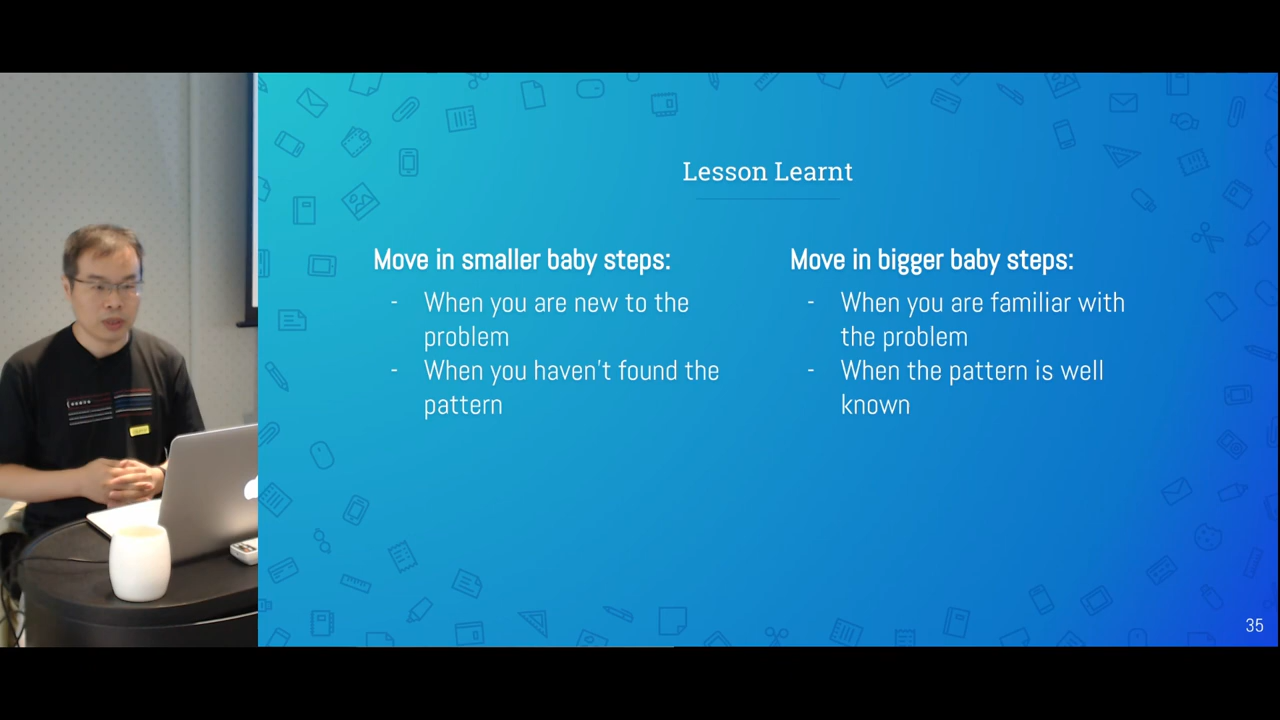 Lesson Learnt
Move in smaller baby steps:
- When you are new to the
problem
- When you haven't found the
pattern
Move in bigger baby steps:
- When you are familiar with
the problem
- When the pattern is well
known
35